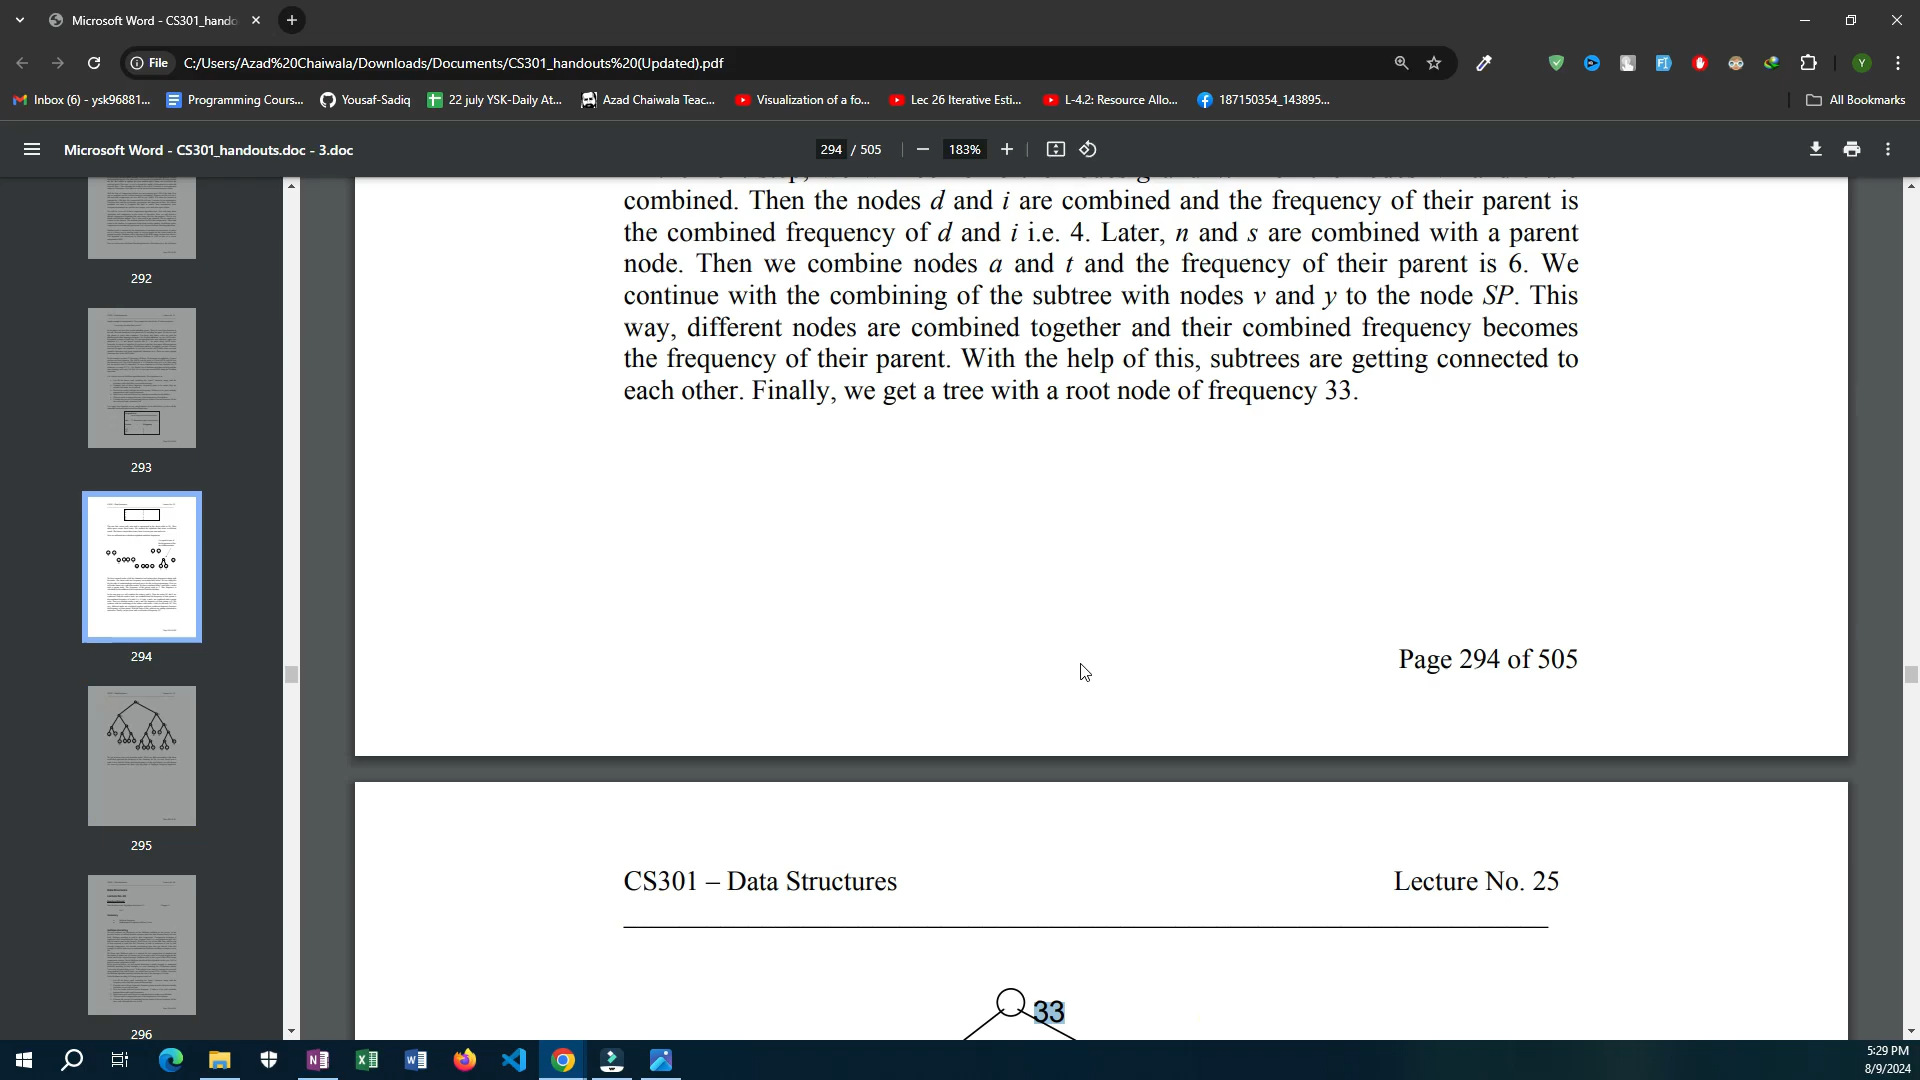 Microsoft Word - CS301_hando
File
C:/Users/Azad%20Chaiwala/Downloads/Documents/CS301_handouts%20(Updated).pdf
Y
Inbox (6) - ysk96881...
Programming Cours...
Yousaf-Sadiq
22 july YSK-Daily At...
Azad Chaiwala Teac...
Visualization of a fo...
Lec 26 Iterative Esti...
L-4.2: Resource Allo...
187150354_143895...
All Bookmarks
Microsoft Word - CS301_handouts.doc - 3.doc
294 / 505
183%
292
293
294
295
296
combined. Then the nodes d and i are combined and the frequency of their parent is
the combined frequency of d and i i.e. 4. Later, n and s are combined with a parent
node. Then we combine nodes a and t and the frequency of their parent is 6. We
continue with the combining of the subtree with nodes v and y to the node SP. This
way, different nodes are combined together and their combined frequency becomes
the frequency of their parent. With the help of this, subtrees are getting connected to
each other. Finally, we get a tree with a root node of frequency 33.
Page 294 of 505
CS301 – Data Structures
Lecture No. 25
33
5:29 PM
8/9/2024